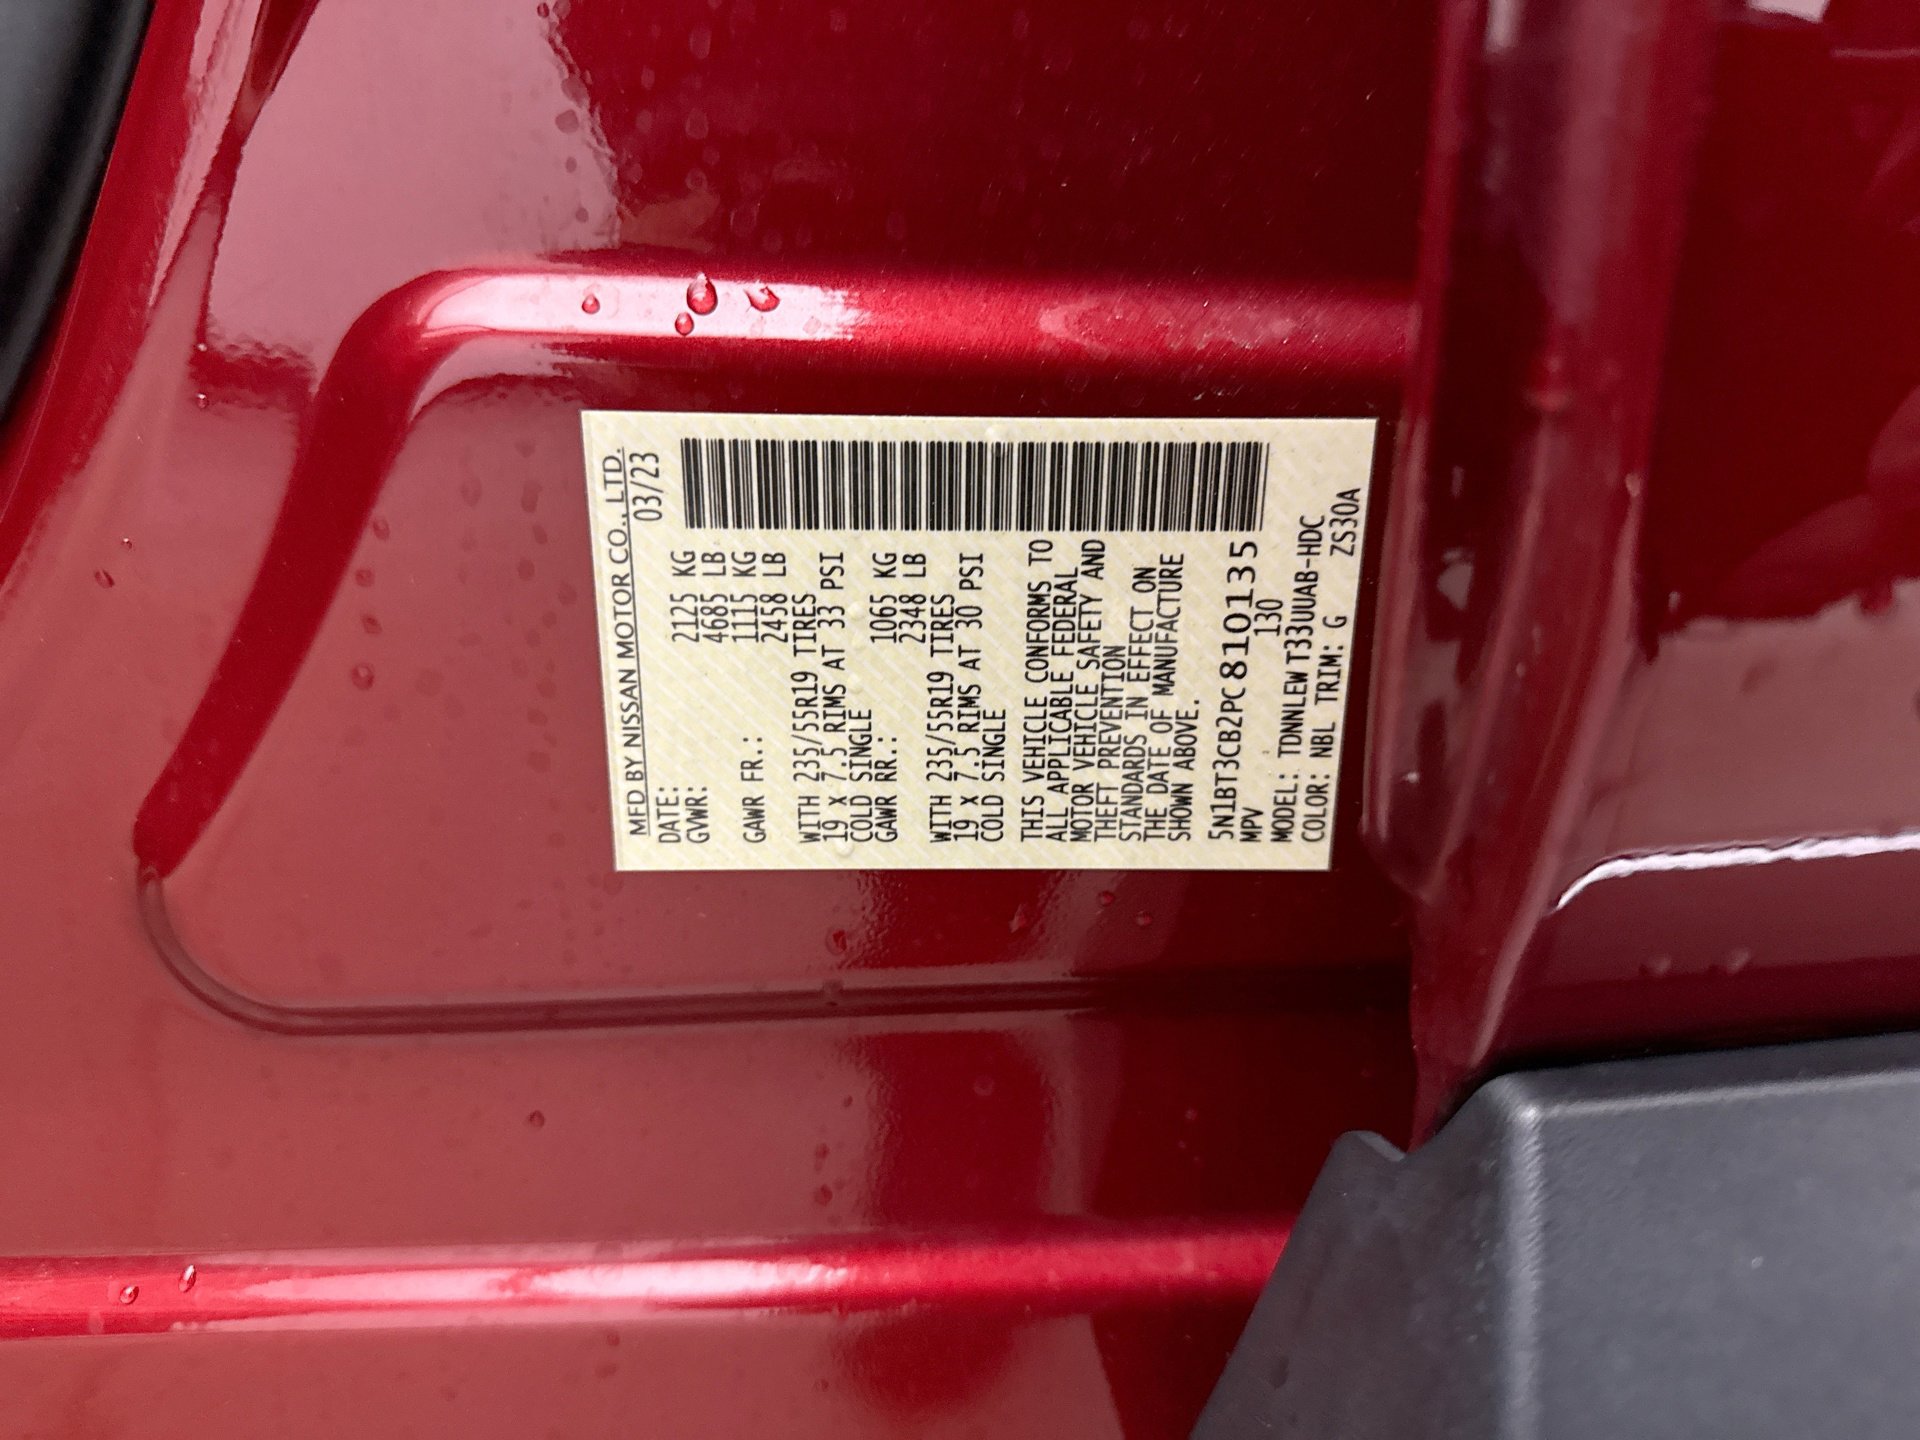 MFD BY NISSAN MOTOR CO., LTD.
DATE: 03/23
GVWR: 2125 KG
4685 LB
GAWR FR.: 1115 KG
2458 LB
WITH 235/55R19 TIRES
19 x 7.5 RIMS AT 33 PSI
COLD SINGLE
GAWR RR.: 1065 KG
2348 LB
WITH 235/55R19 TIRES
19 x 7.5 RIMS AT 30 PSI
COLD SINGLE
THIS VEHICLE CONFORMS TO
ALL APPLICABLE FEDERAL
MOTOR VEHICLE SAFETY AND
THEFT PREVENTION
STANDARDS IN EFFECT ON
THE DATE OF MANUFACTURE
SHOWN ABOVE.
5N1BT3CB2PC810135
MPV 130
MODEL: TDNNLEW T33UUAB-HDC
COLOR: NBL TRIM: G ZS30A